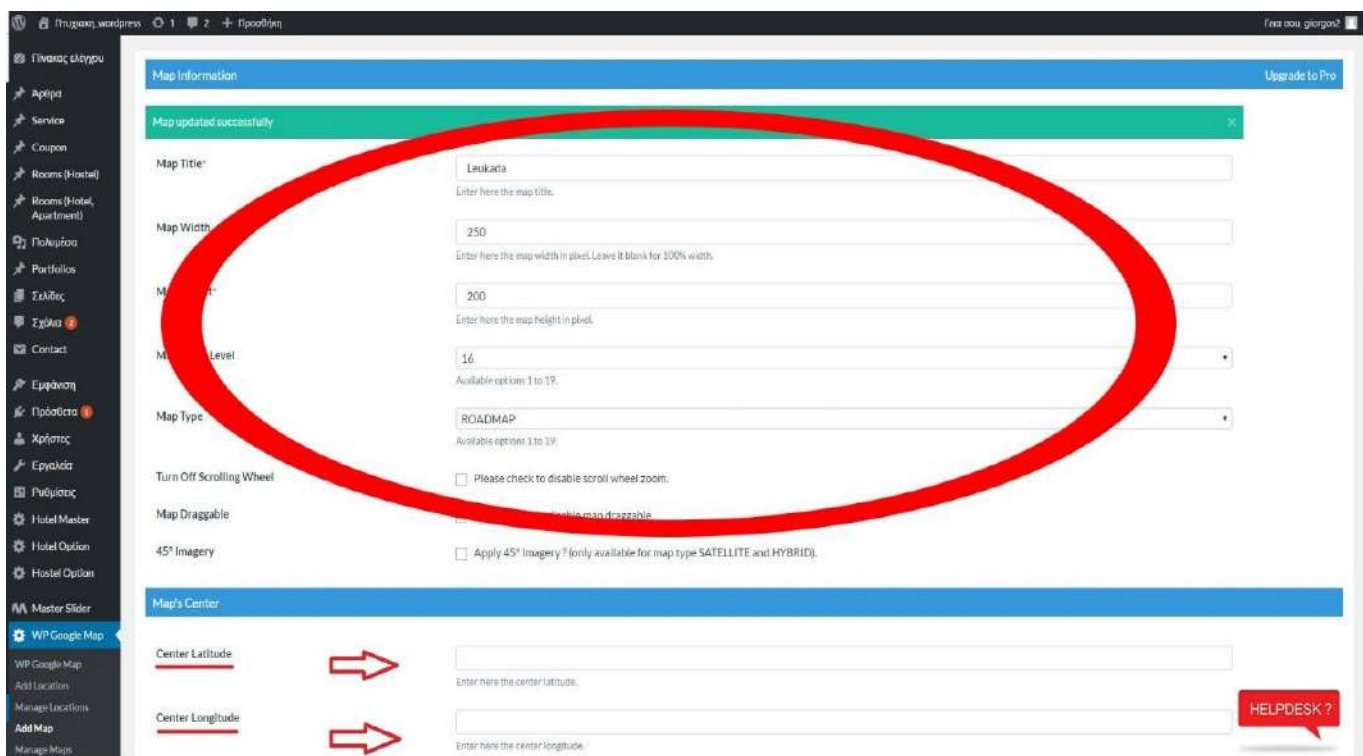 Πτυχιακη_wordpress 1 2 + Προσθήκη
Γεια σου, giorgos2
Πίνακας ελέγχου
Άρθρα
Service
Coupon
Rooms (Hostel)
Rooms (Hotel,
Apartment)
Πολυμέσα
Portfolios
Σελίδες
Σχόλια 2
Contact
Εμφάνιση
Πρόσθετα 1
Χρήστες
Εργαλεία
Ρυθμίσεις
Hotel Master
Hotel Option
Hostel Option
Master Slider
WP Google Map
WP Google Map
Add Location
Manage Locations
Add Map
Manage Maps
Map Information
Upgrade to Pro
Map updated successfully ×
Map Title*
Leukada
Enter here the map title.
Map Width
250
Enter here the map width in pixel. Leave it blank for 100% width.
200
Enter here the map height in pixel.
Level
16
Available options 1 to 19.
Map Type
ROADMAP
Available options 1 to 19.
Turn Off Scrolling Wheel
Please check to disable scroll wheel zoom.
Map Draggable
map draggable.
45° Imagery
Apply 45° Imagery ? (only available for map type SATELLITE and HYBRID).
Map's Center
Center Latitude
Enter here the center latitude.
Center Longitude
Enter here the center longitude.
HELPDESK ?